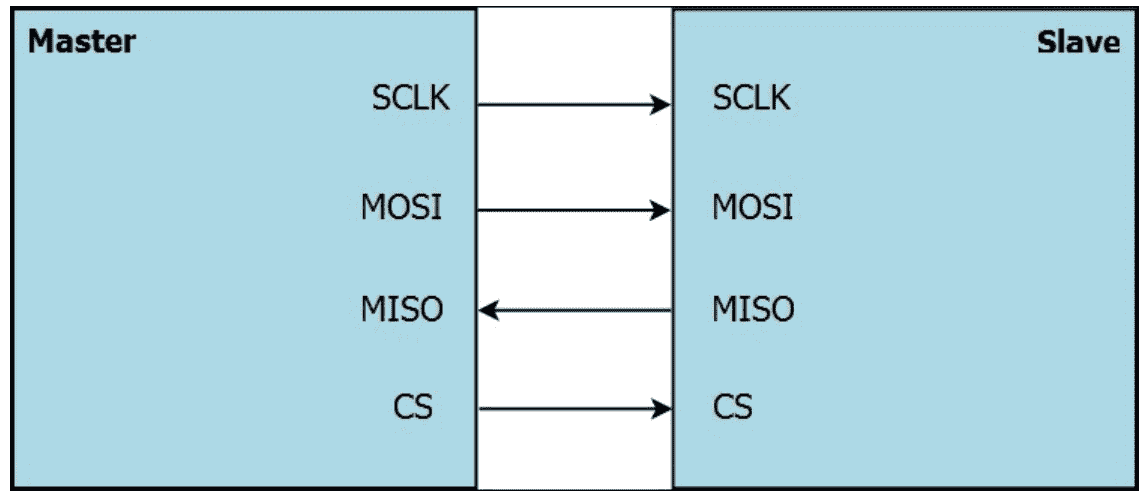 Master Slave
SCLK SCLK
MOSI MOSI
MISO MISO
CS CS